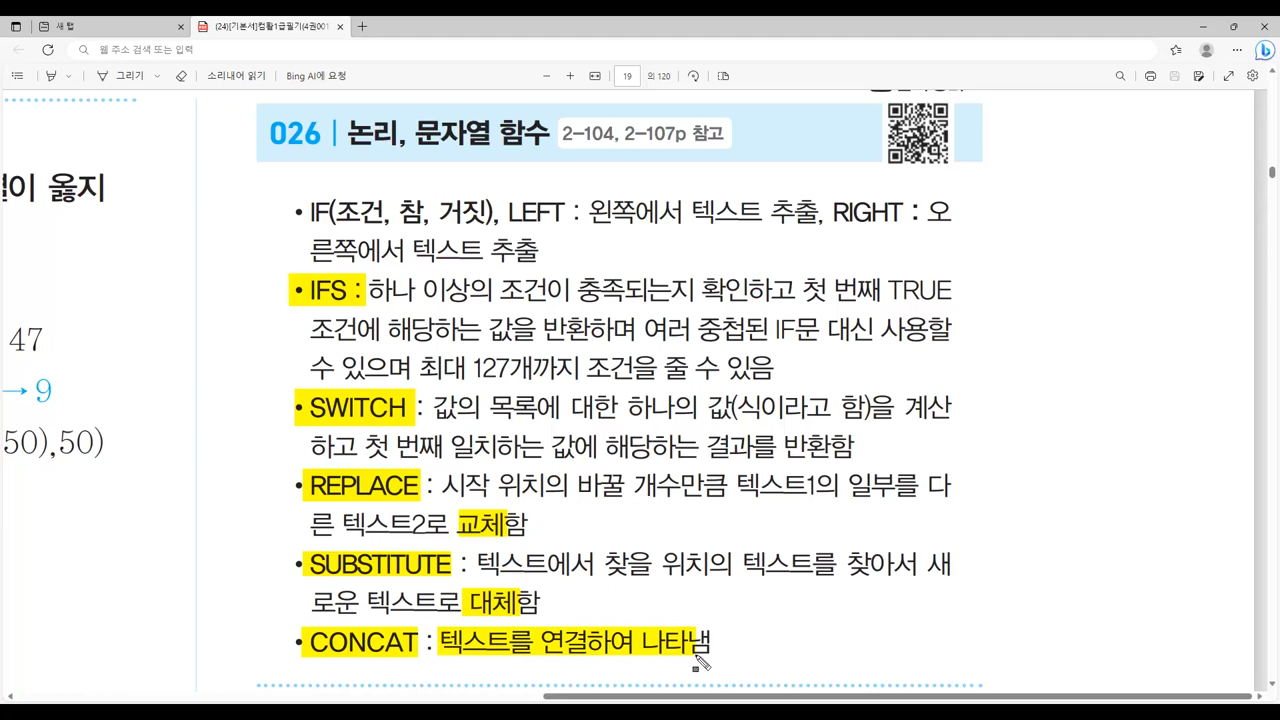 새 탭
(24)[기본서]컴활1급필기(4권001
웹 주소 검색 또는 입력
그리기
소리내어 읽기
Bing AI에 요청
19
의 120
026 | 논리, 문자열 함수 2-104, 2-107p 참고
이 옳지
47
→ 9
50),50)
• IF(조건, 참, 거짓), LEFT : 왼쪽에서 텍스트 추출, RIGHT : 오
른쪽에서 텍스트 추출
• IFS : 하나 이상의 조건이 충족되는지 확인하고 첫 번째 TRUE
조건에 해당하는 값을 반환하며 여러 중첩된 IF문 대신 사용할
수 있으며 최대 127개까지 조건을 줄 수 있음
• SWITCH : 값의 목록에 대한 하나의 값(식이라고 함)을 계산
하고 첫 번째 일치하는 값에 해당하는 결과를 반환함
• REPLACE : 시작 위치의 바꿀 개수만큼 텍스트1의 일부를 다
른 텍스트2로 교체함
• SUBSTITUTE : 텍스트에서 찾을 위치의 텍스트를 찾아서 새
로운 텍스트로 대체함
• CONCAT : 텍스트를 연결하여 나타냄